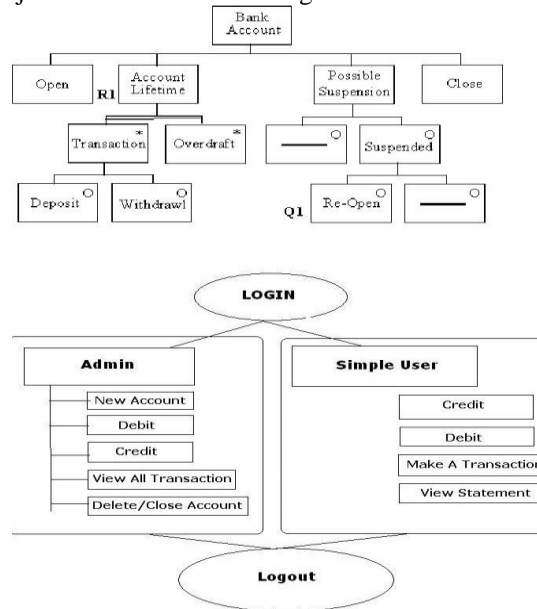 Bank
Account
Open
R1
Account
Lifetime
Possible
Suspension
Close
Transaction
*
Overdraft
*
Suspended
Deposit
Withdrawl
Q1
Re-Open
LOGIN
Admin
Simple User
New Account
Debit
Credit
View All Transaction
Delete/Close Account
Credit
Debit
Make A Transaction
View Statement
Logout